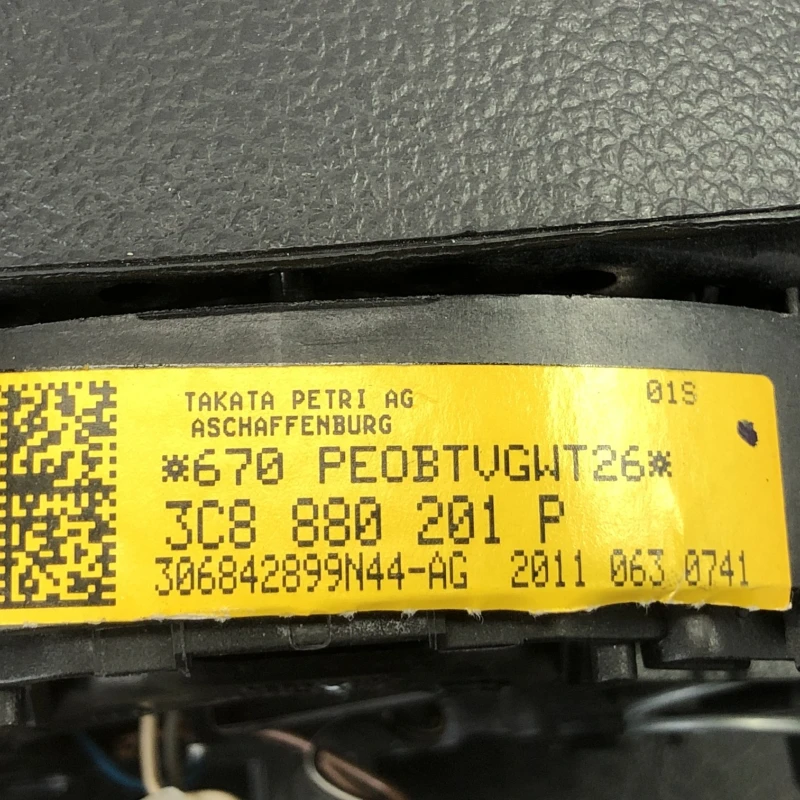 TAKATA PETRI AG 01S
ASCHAFFENBURG
*670 PEOBTVGWT26*
3C8 880 201 P
306842899N44-AG 2011 063 0741